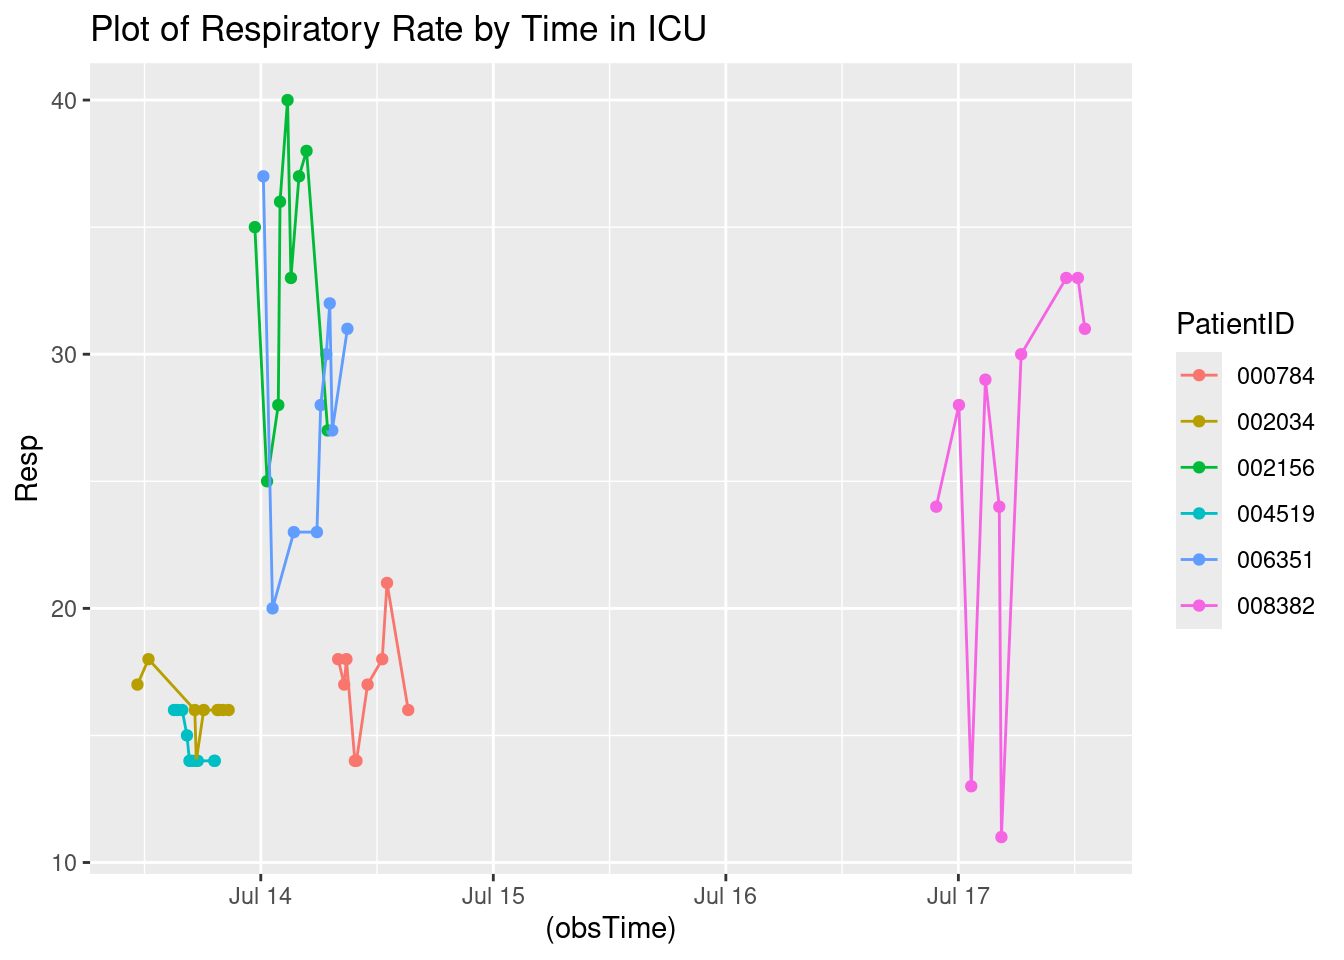 Plot of Respiratory Rate by Time in ICU
40
30
20
10
Resp
Jul 14
Jul 15
Jul 16
Jul 17
(obsTime)
PatientID
000784
002034
002156
004519
006351
008382